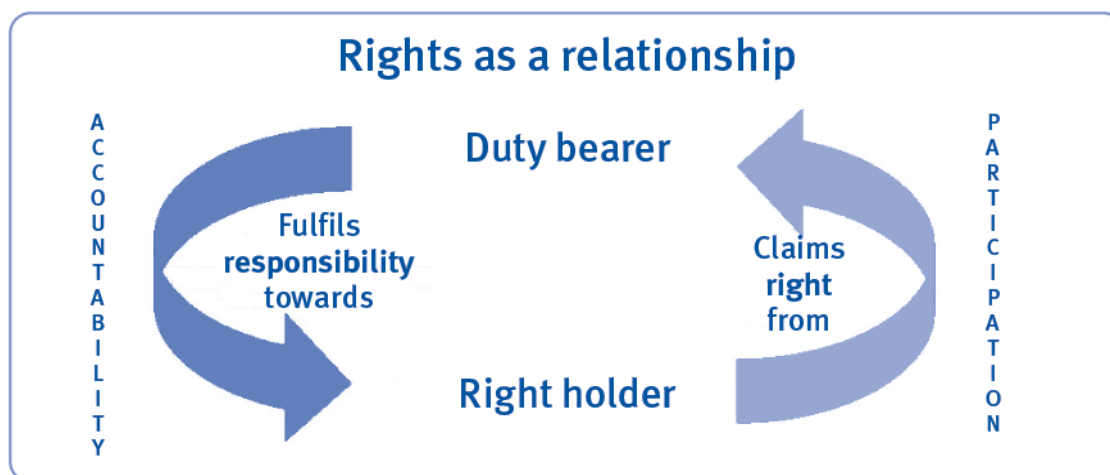 Rights as a relationship
ACCOUNTABILITY
Duty bearer
PARTICIPATION
Fulfils
responsibility
towards
Claims
right
from
Right holder